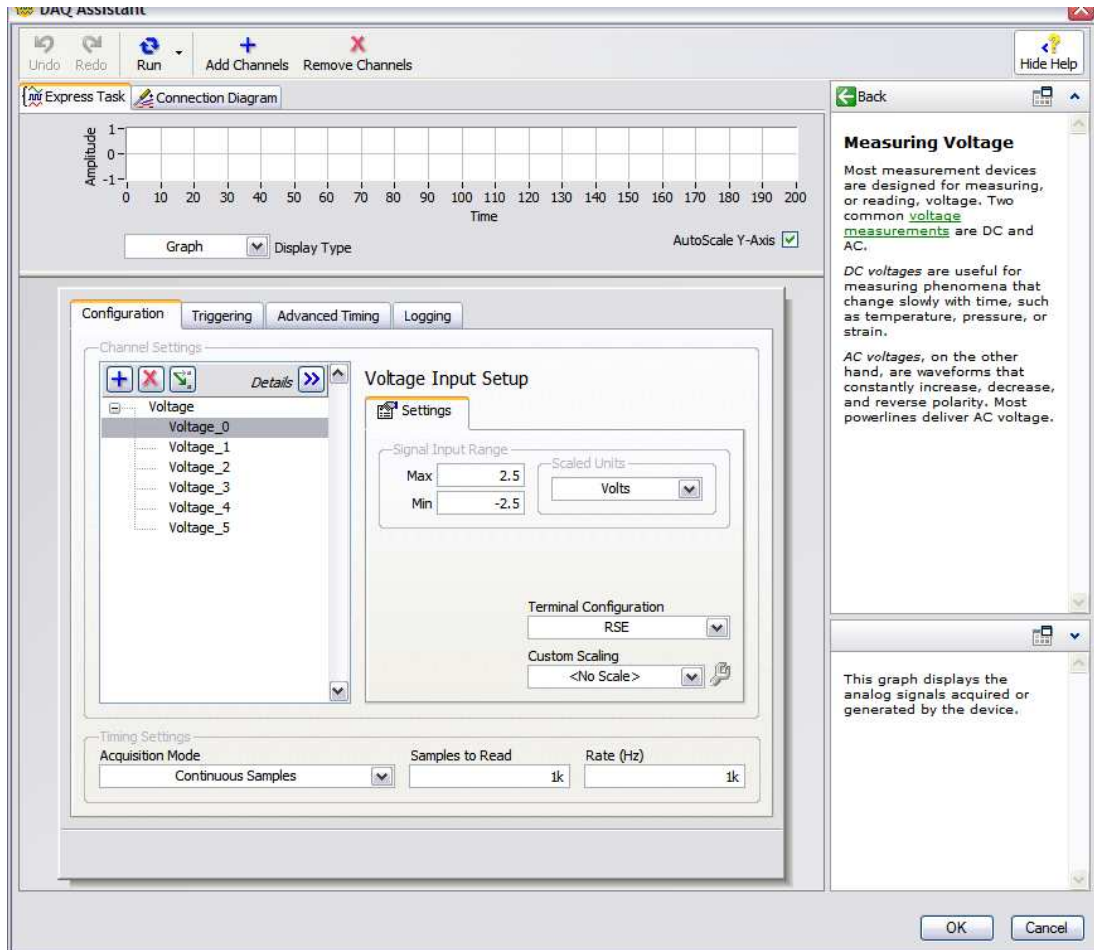 DAQ Assistant
Undo Redo Run Add Channels Remove Channels Hide Help
Express Task Connection Diagram
Amplitude
1
0
-1
0 10 20 30 40 50 60 70 80 90 100 110 120 130 140 150 160 170 180 190 200
Time
Graph Display Type AutoScale Y-Axis
Configuration Triggering Advanced Timing Logging
Channel Settings
Details
Voltage
Voltage_0
Voltage_1
Voltage_2
Voltage_3
Voltage_4
Voltage_5
Voltage Input Setup
Settings
Signal Input Range
Max 2.5
Min -2.5
Scaled Units
Volts
Terminal Configuration
RSE
Custom Scaling
<No Scale>
Timing Settings
Acquisition Mode Samples to Read Rate (Hz)
Continuous Samples 1k 1k
Back
Measuring Voltage
Most measurement devices
are designed for measuring,
or reading, voltage. Two
common voltage
measurements are DC and
AC.
DC voltages are useful for
measuring phenomena that
change slowly with time, such
as temperature, pressure, or
strain.
AC voltages, on the other
hand, are waveforms that
constantly increase, decrease,
and reverse polarity. Most
powerlines deliver AC voltage.
This graph displays the
analog signals acquired or
generated by the device.
OK Cancel